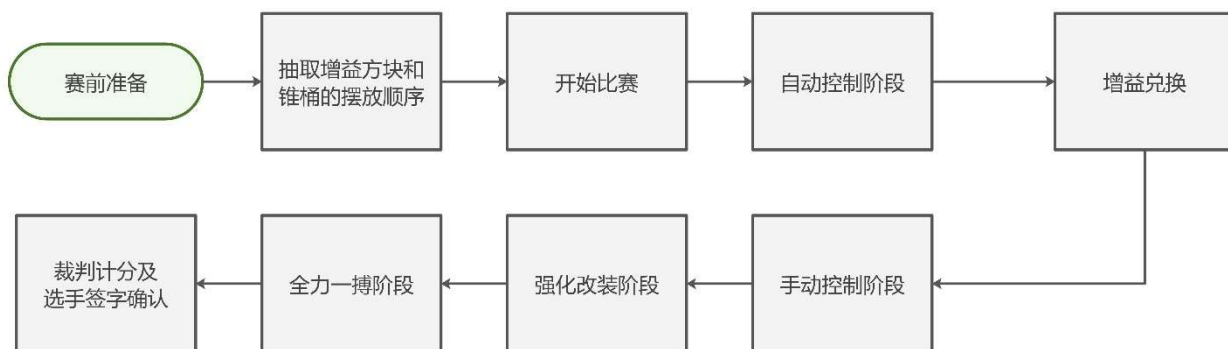 赛前准备
抽取增益方块和
锥桶的摆放顺序
开始比赛
自动控制阶段
增益兑换
手动控制阶段
强化改装阶段
全力一搏阶段
裁判计分及
选手签字确认